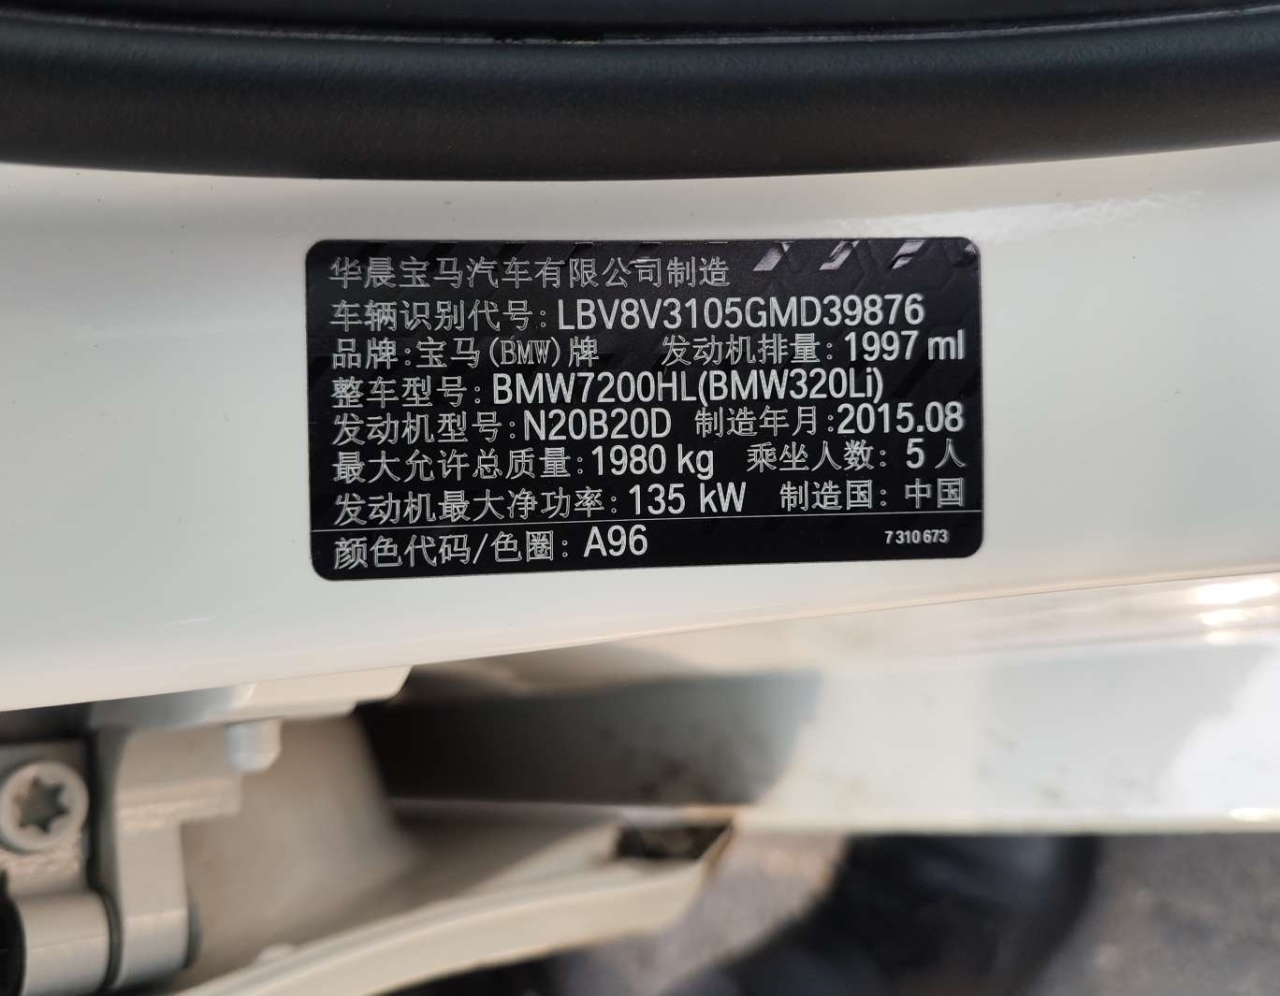 华晨宝马汽车有限公司制造
车辆识别代号: LBV8V3105GMD39876
品牌:宝马(BMW)牌 发动机排量: 1997 ml
整车型号: BMW7200HL(BMW320Li)
发动机型号: N20B20D 制造年月:2015.08
最大允许总质量: 1980 kg 乘坐人数: 5 人
发动机最大净功率: 135 kW 制造国: 中国
颜色代码/色圈: A96 7 310 673